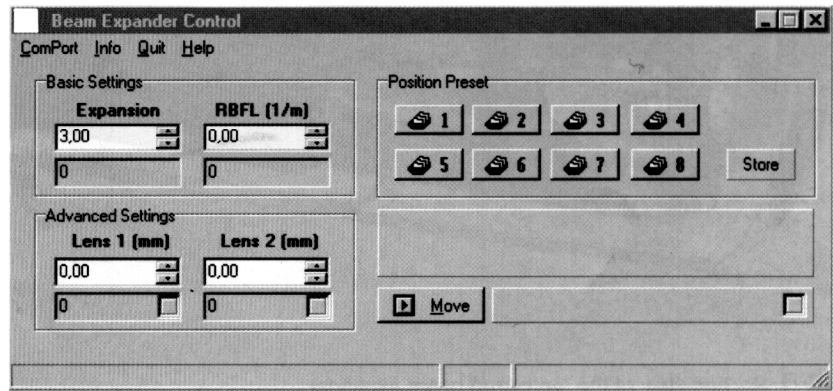 Beam Expander Control
ComPort Info Quit Help
Basic Settings
Expansion RBFL (1/m)
3,00 0,00
0 0
Advanced Settings
Lens 1 (mm) Lens 2 (mm)
0,00 0,00
0 0
Position Preset
1 2 3 4
5 6 7 8 Store
Move